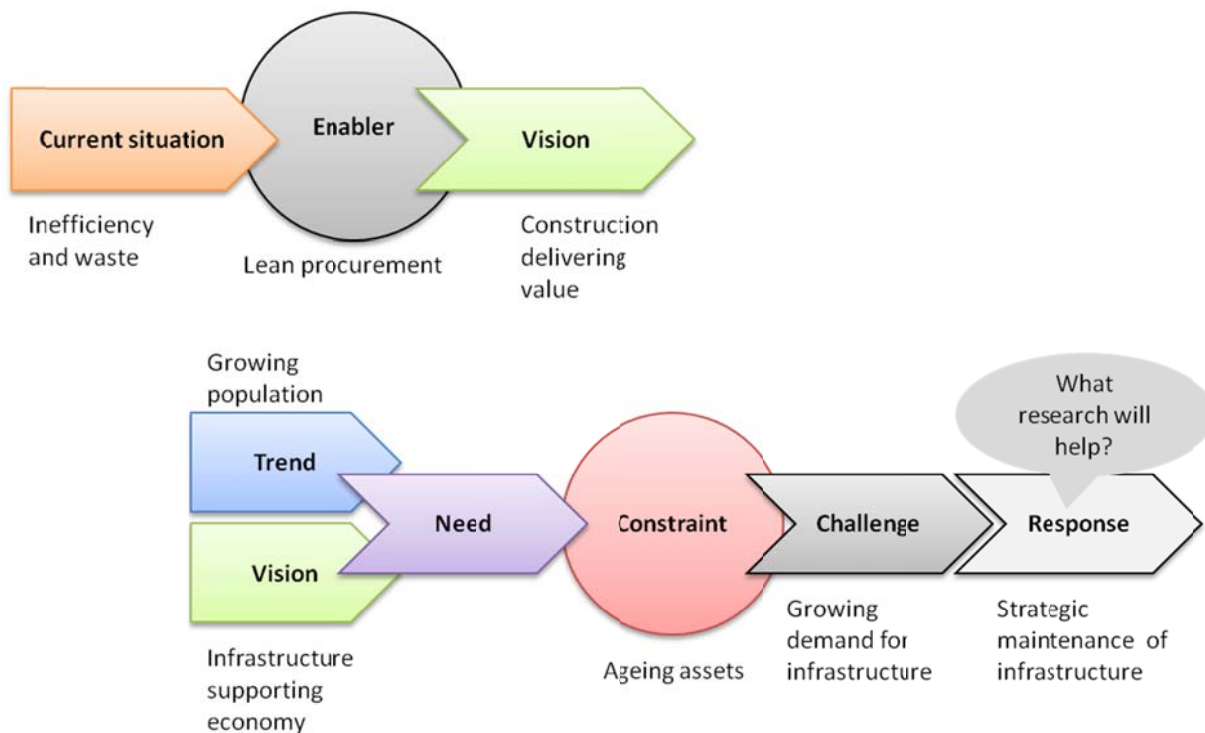 Current situation
Enabler
Vision
Inefficiency
and waste
Lean procurement
Construction
delivering
value
Growing
population
What
research will
help?
Trend
Need
Constraint
Challenge
Response
Vision
Infrastructure
supporting
economy
Ageing assets
Growing
demand for
infrastructure
Strategic
maintenance of
infrastructure